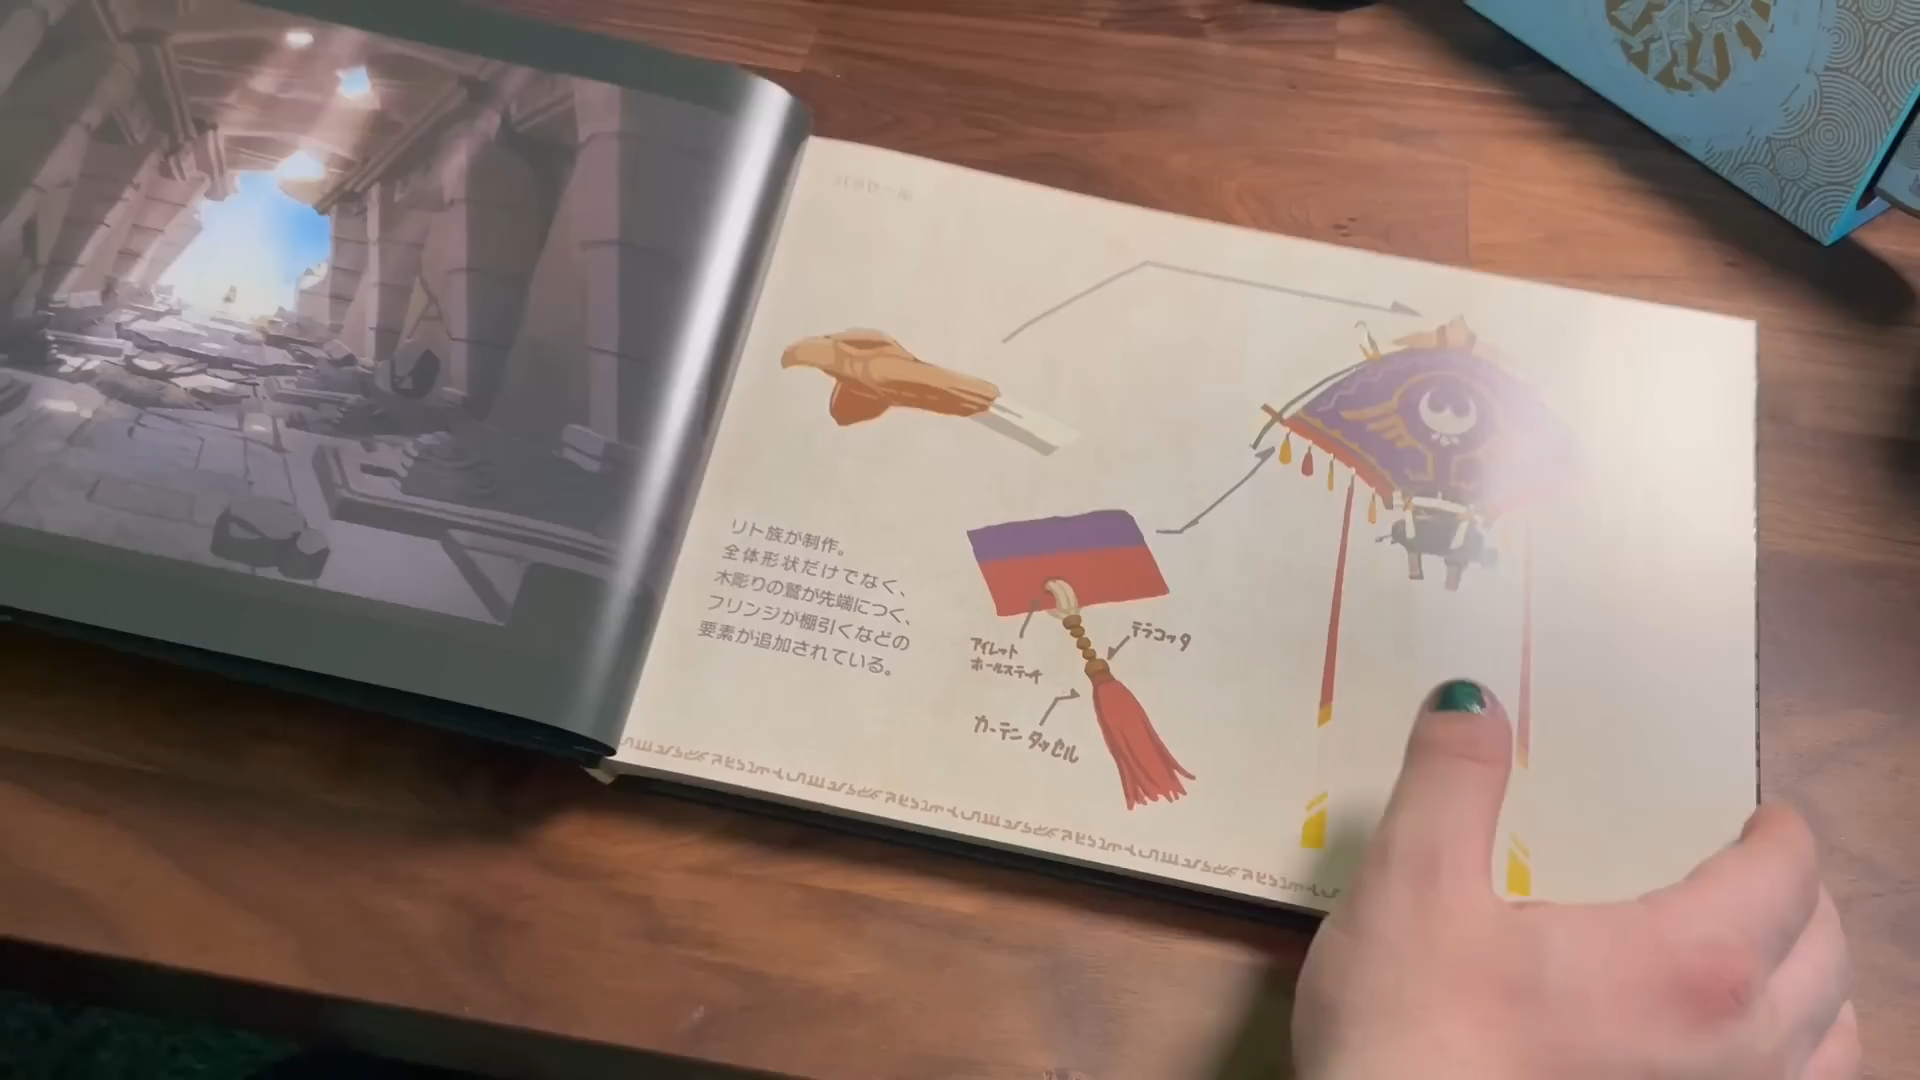 リト族が制作。
全体形状だけでなく、
木彫りの鷲が先端につく、
フリンジが棚引くなどの
要素が追加されている。
アイレット
ホールステッチ
テラコッタ
カーテンタッセル